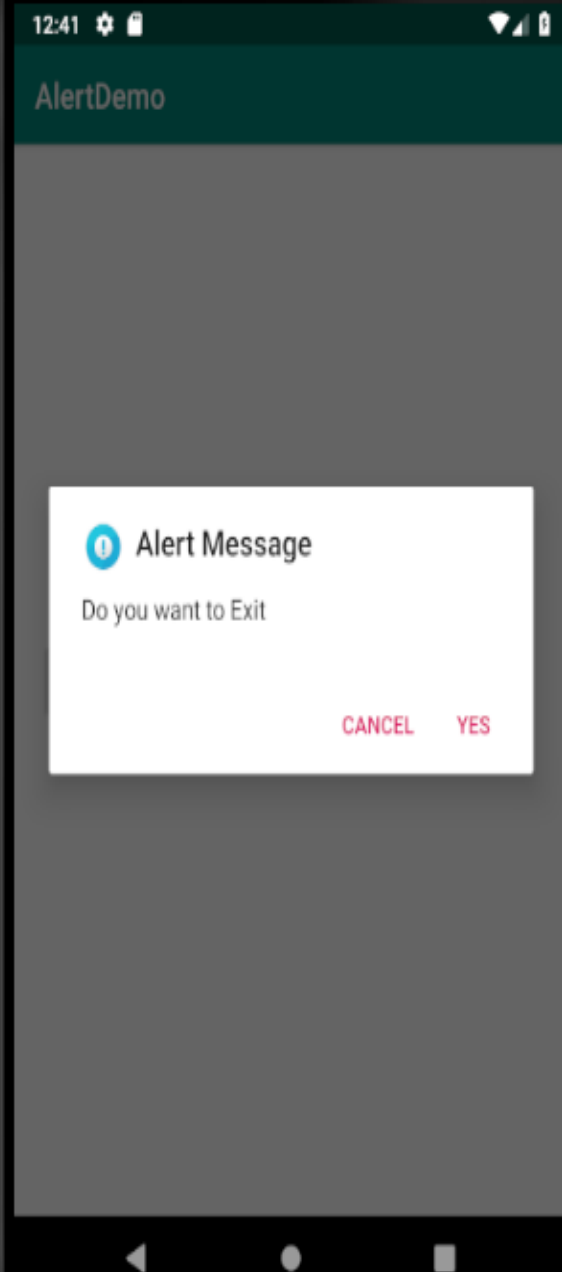 12:41
AlertDemo
Alert Message
Do you want to Exit
CANCEL YES